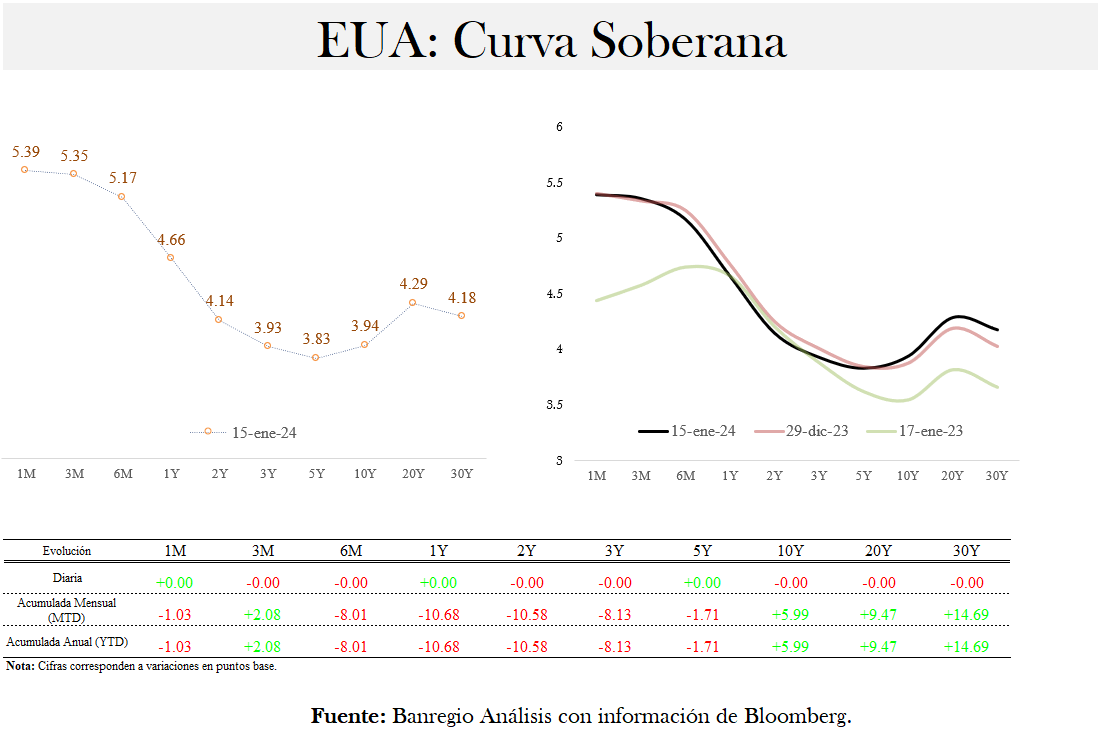 EUA: Curva Soberana
5.39 5.35 5.17 4.66 4.14 3.93 3.83 3.94 4.29 4.18
15-ene-24
1M 3M 6M 1Y 2Y 3Y 5Y 10Y 20Y 30Y
6
5.5
5
4.5
4
3.5
3
15-ene-24 29-dic-23 17-ene-23
1M 3M 6M 1Y 2Y 3Y 5Y 10Y 20Y 30Y
Evolución 1M 3M 6M 1Y 2Y 3Y 5Y 10Y 20Y 30Y
Diaria +0.00 -0.00 -0.00 +0.00 -0.00 -0.00 +0.00 -0.00 -0.00 -0.00
Acumulada Mensual
(MTD) -1.03 +2.08 -8.01 -10.68 -10.58 -8.13 -1.71 +5.99 +9.47 +14.69
Acumulada Anual (YTD) -1.03 +2.08 -8.01 -10.68 -10.58 -8.13 -1.71 +5.99 +9.47 +14.69
Nota: Cifras corresponden a variaciones en puntos base.
Fuente: Banregio Análisis con información de Bloomberg.